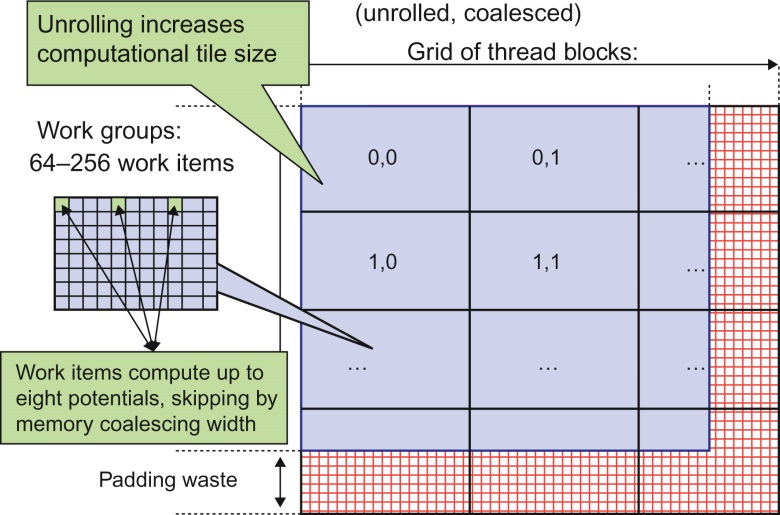 (unrolled, coalesced)
Unrolling increases
computational tile size
Grid of thread blocks:
Work groups:
64–256 work items
0,0
0,1
...
1,0
1,1
...
...
...
...
Work items compute up to
eight potentials, skipping by
memory coalescing width
Padding waste